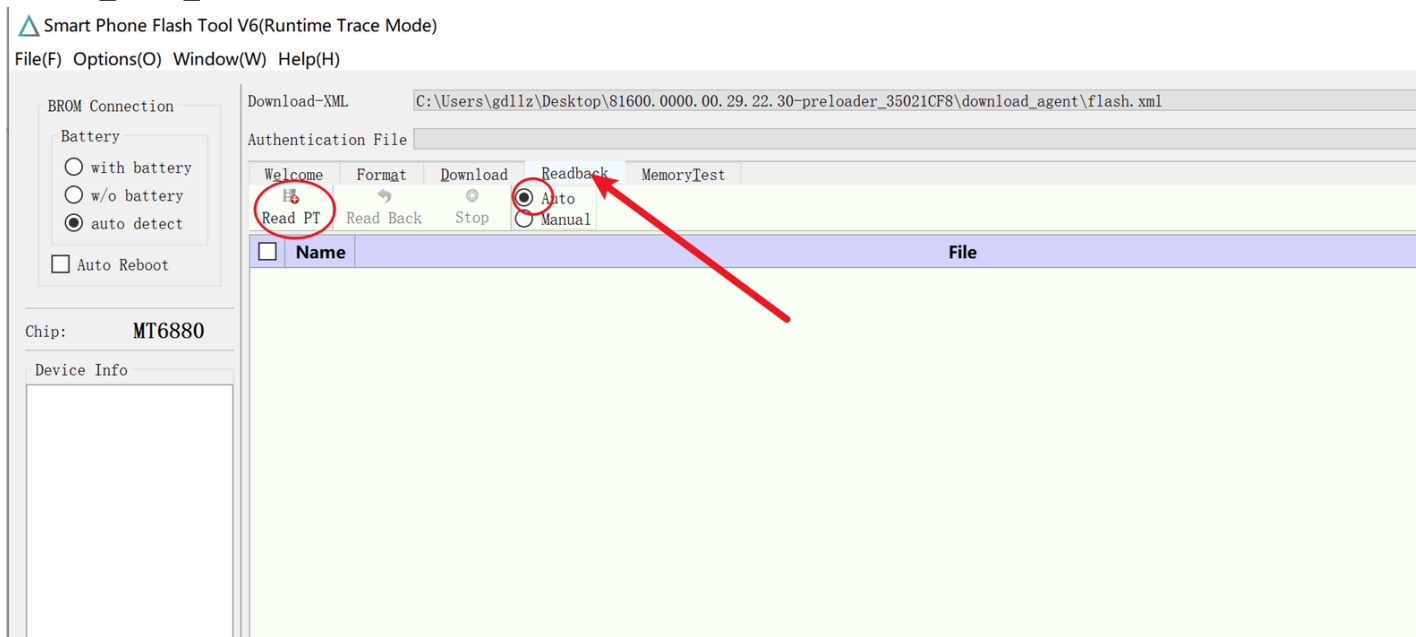 Smart Phone Flash Tool V6(Runtime Trace Mode)
File(F) Options(O) Window(W) Help(H)
BROM Connection
Battery
with battery
w/o battery
auto detect
Auto Reboot
Chip: MT6880
Device Info
Download-XML C:\Users\gdllz\Desktop\81600.0000.00.29.22.30-preloader_35021CF8\download_agent\flash.xml
Authentication File
Welcome Format Download Readback MemoryTest
Read PT Read Back Stop Auto
Manual
Name File